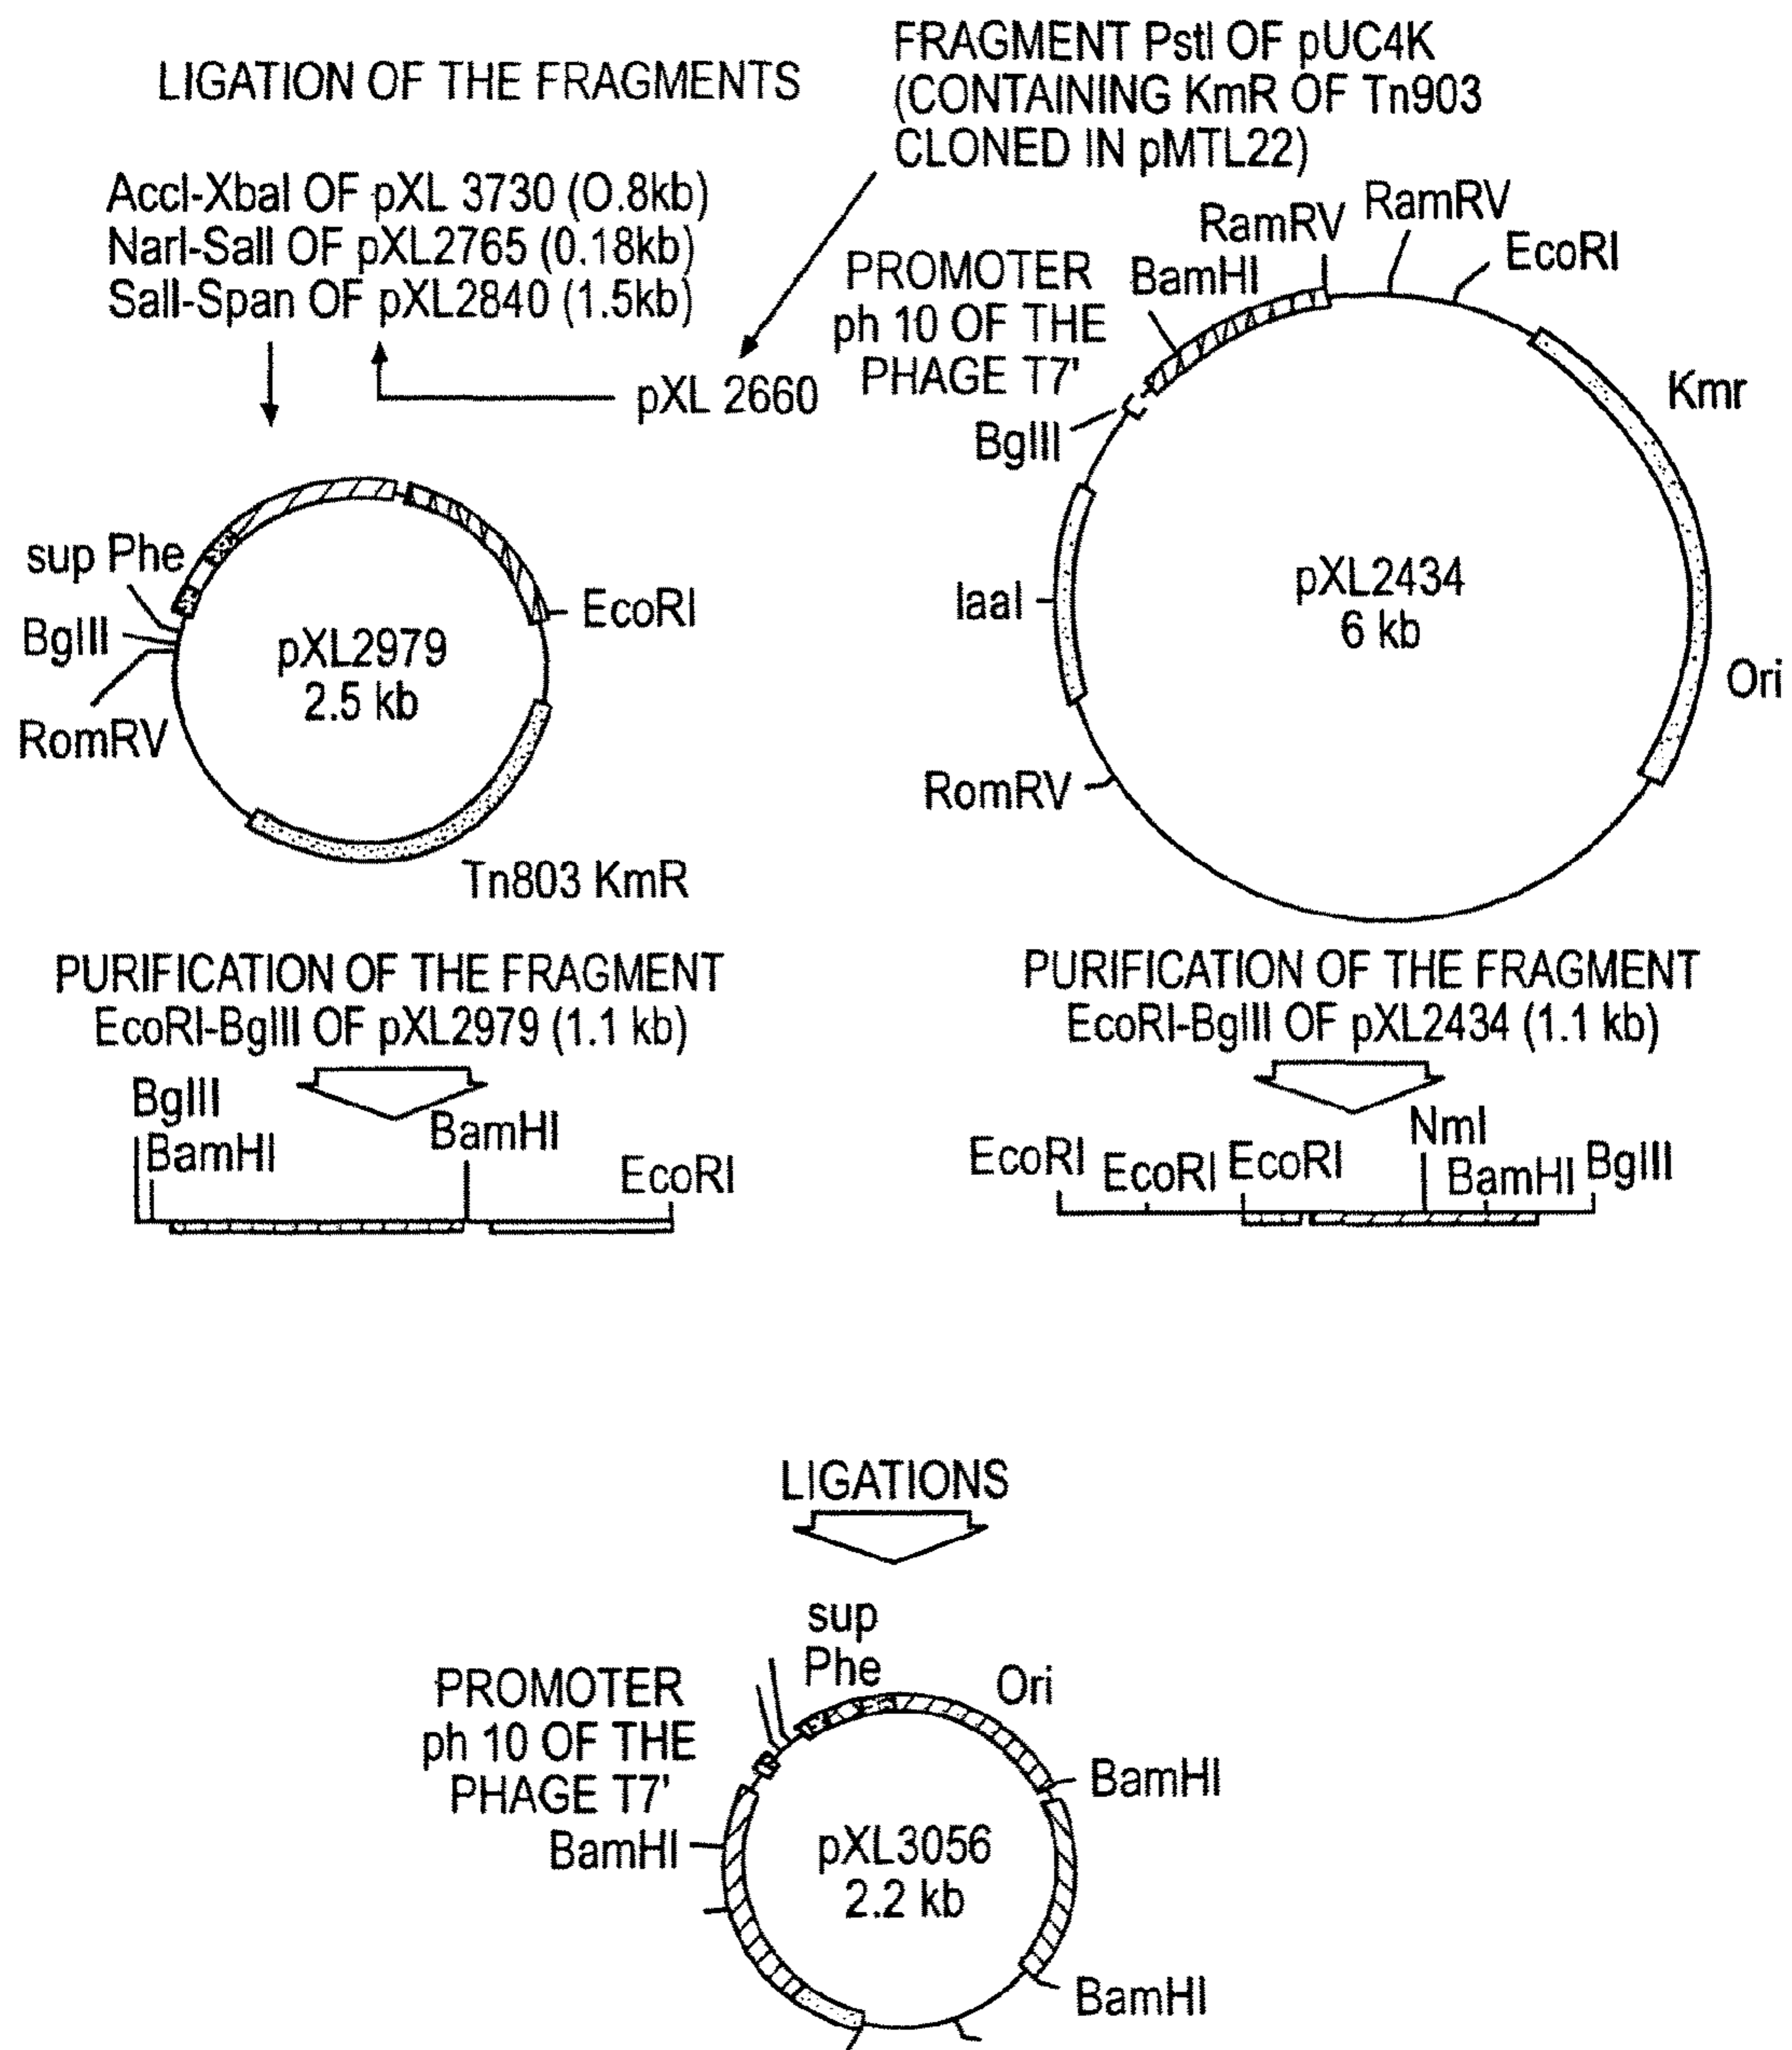 LIGATION OF THE FRAGMENTS
FRAGMENT PstI OF pUC4K
(CONTAINING KmR OF Tn903
CLONED IN pMTL22)
AccI-XbaI OF pXL 3730 (0.8kb)
NarI-SalI OF pXL2765 (0.18kb)
SalI-Span OF pXL2840 (1.5kb)
pXL 2660
PROMOTER
ph 10 OF THE
PHAGE T7'
BamHI
RamRV
RamRV
EcoRI
BglII
Kmr
IaaI
pXL2434
6 kb
Ori
RomRV
sup Phe
BglII
RomRV
pXL2979
2.5 kb
EcoRI
Tn803 KmR
PURIFICATION OF THE FRAGMENT
EcoRI-BglII OF pXL2979 (1.1 kb)
BglII
BamHI
BamHI
EcoRI
PURIFICATION OF THE FRAGMENT
EcoRI-BglII OF pXL2434 (1.1 kb)
EcoRI
EcoRI
EcoRI
NmI
BamHI
BglII
LIGATIONS
sup
Phe
Ori
PROMOTER
ph 10 OF THE
PHAGE T7'
BamHI
BamHI
pXL3056
2.2 kb
BamHI